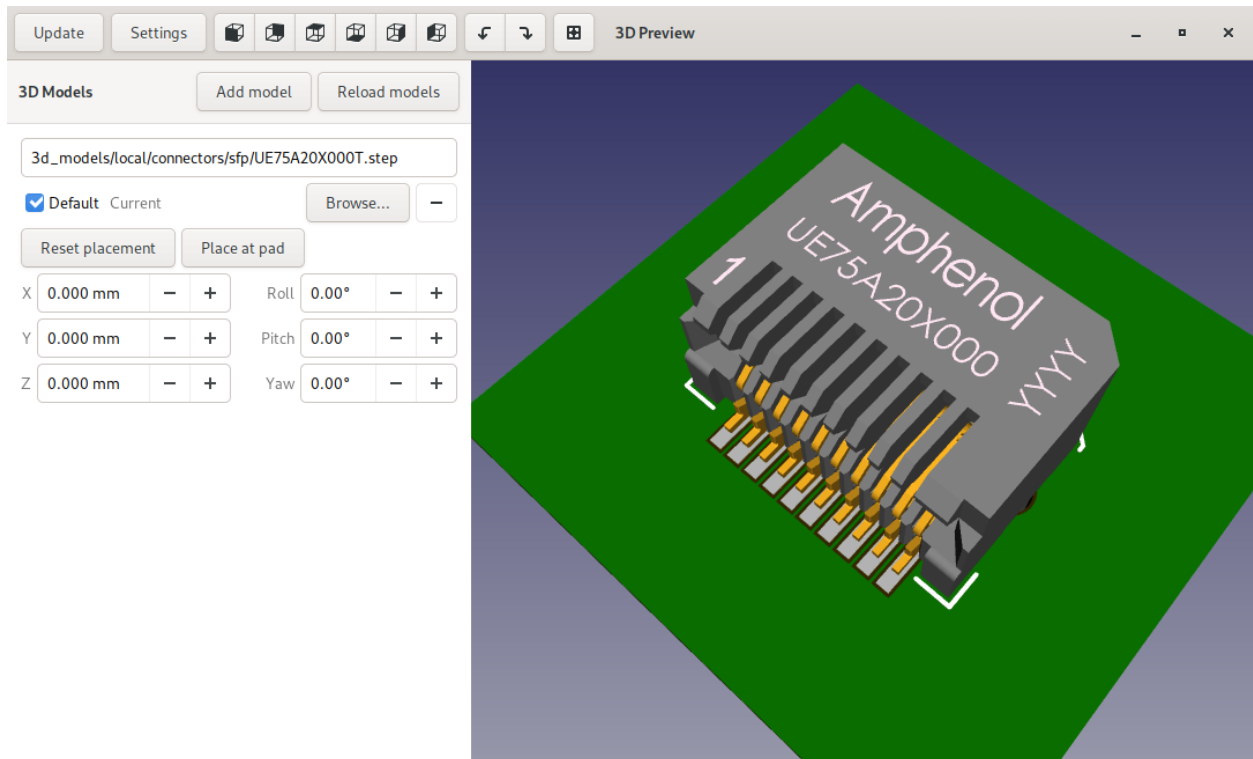 Update Settings 3D Preview
3D Models Add model Reload models
3d_models/local/connectors/sfp/UE75A20X000T.step
Default Current Browse...
Reset placement Place at pad
X 0.000 mm Roll 0.00°
Y 0.000 mm Pitch 0.00°
Z 0.000 mm Yaw 0.00°
Amphenol
UE75A20X000
1
YYYY